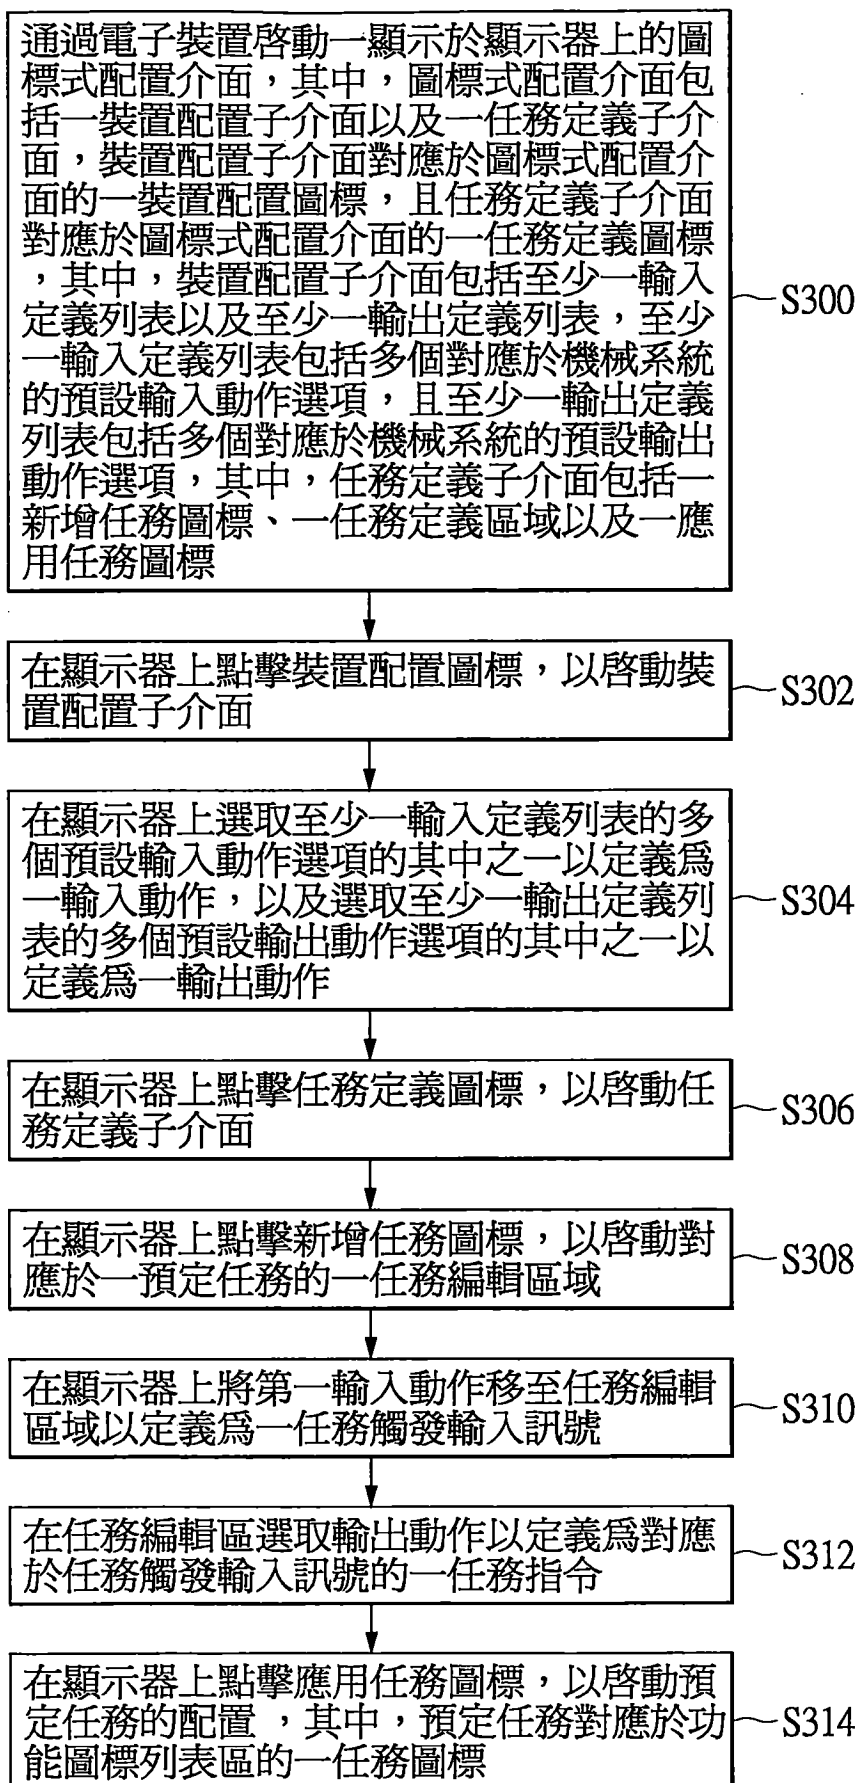 通過電子裝置啓動一顯示於顯示器上的圖
標式配置介面，其中，圖標式配置介面包
括一裝置配置子介面以及一任務定義子介
面，裝置配置子介面對應於圖標式配置介
面的一裝置配置圖標，且任務定義子介面
對應於圖標式配置介面的一任務定義圖標
，其中，裝置配置子介面包括至少一輸入
定義列表以及至少一輸出定義列表，至少
一輸入定義列表包括多個對應於機械系統
的預設輸入動作選項，且至少一輸出定義
列表包括多個對應於機械系統的預設輸出
動作選項，其中，任務定義子介面包括一
新增任務圖標、一任務定義區域以及一應
用任務圖標
S300
在顯示器上點擊裝置配置圖標，以啓動裝
置配置子介面
S302
在顯示器上選取至少一輸入定義列表的多
個預設輸入動作選項的其中之一以定義爲
一輸入動作，以及選取至少一輸出定義列
表的多個預設輸出動作選項的其中之一以
定義爲一輸出動作
S304
在顯示器上點擊任務定義圖標，以啓動任
務定義子介面
S306
在顯示器上點擊新增任務圖標，以啓動對
應於一預定任務的一任務編輯區域
S308
在顯示器上將第一輸入動作移至任務編輯
區域以定義爲一任務觸發輸入訊號
S310
在任務編輯區選取輸出動作以定義爲對應
於任務觸發輸入訊號的一任務指令
S312
在顯示器上點擊應用任務圖標，以啓動預
定任務的配置，其中，預定任務對應於功
能圖標列表區的一任務圖標
S314